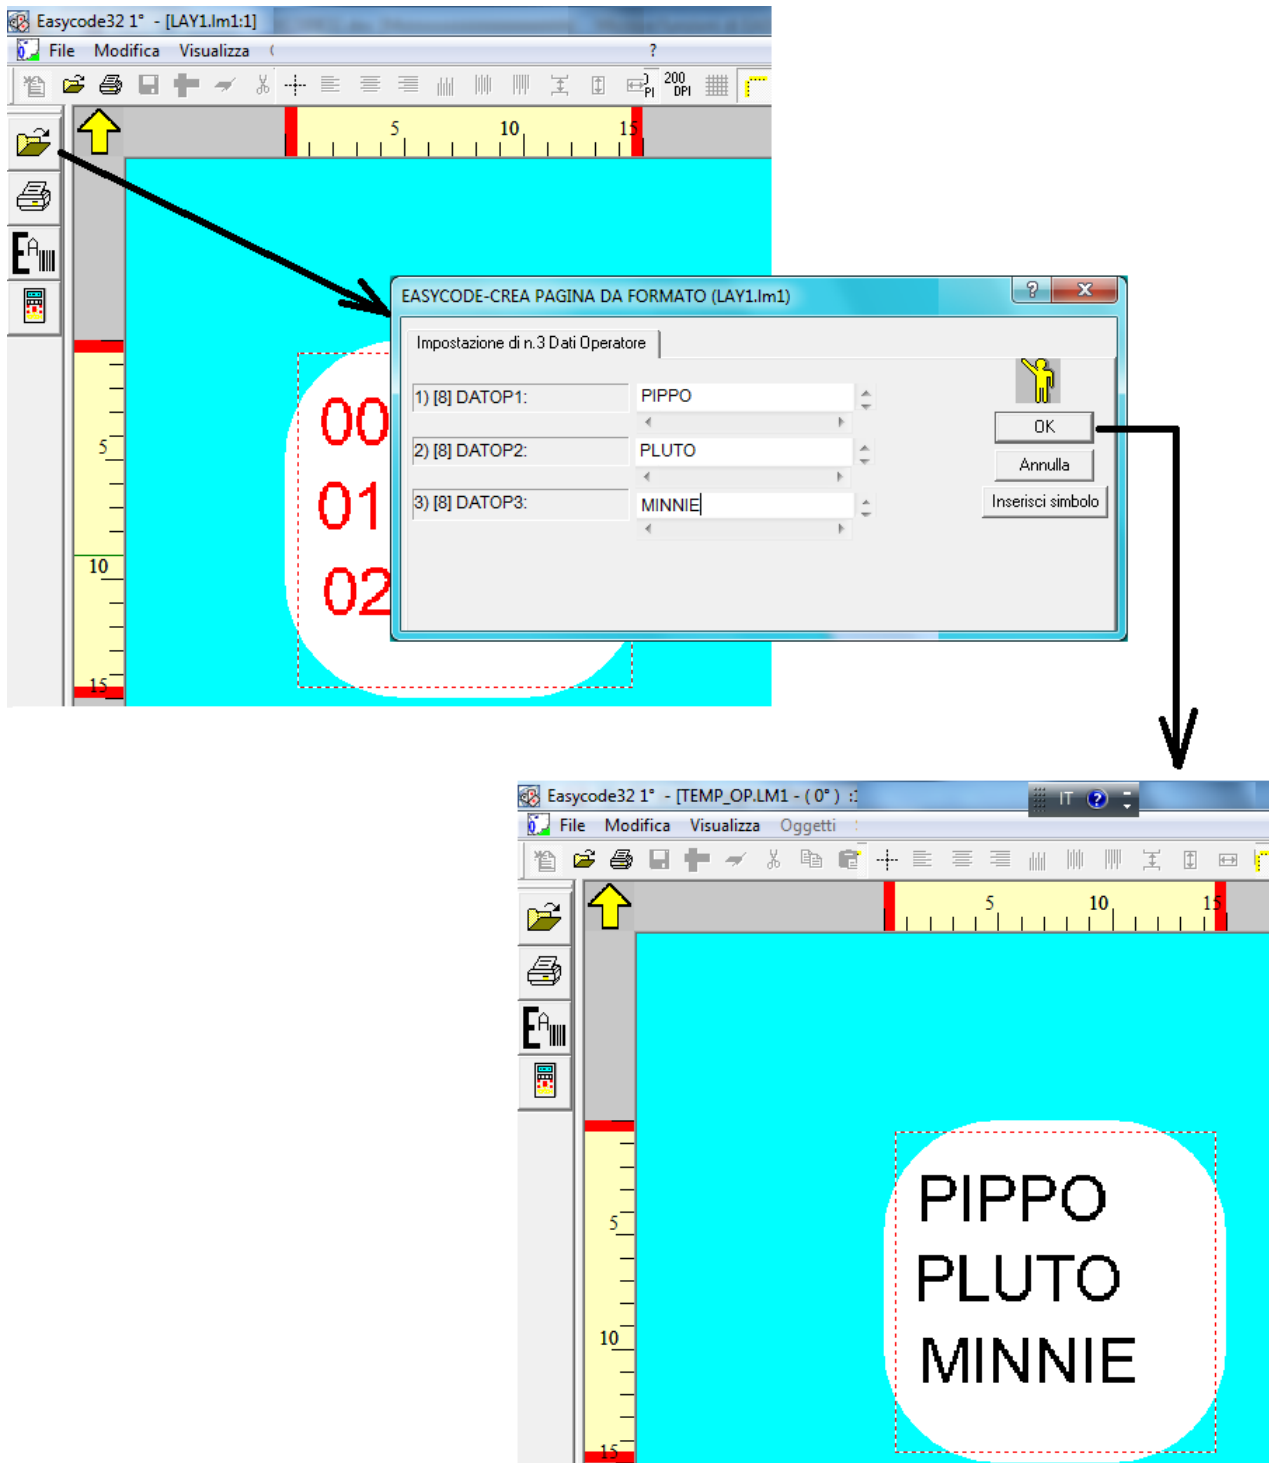 Easycode32 1° - [LAY1.lm1:1]
File Modifica Visualizza ?
200
PI DPI
5 10 15
EASYCODE-CREA PAGINA DA FORMATO (LAY1.lm1)
Impostazione di n.3 Dati Operatore
1) [8] DATOP1: PIPPO
OK
2) [8] DATOP2: PLUTO
Annulla
3) [8] DATOP3: MINNIE
Inserisci simbolo
00
01
02
5
10
15
Easycode32 1° - [TEMP_OP.LM1 - ( 0° ) :1
IT
File Modifica Visualizza Oggetti
5 10 15
EA
PIPPO
PLUTO
MINNIE
5
10
15